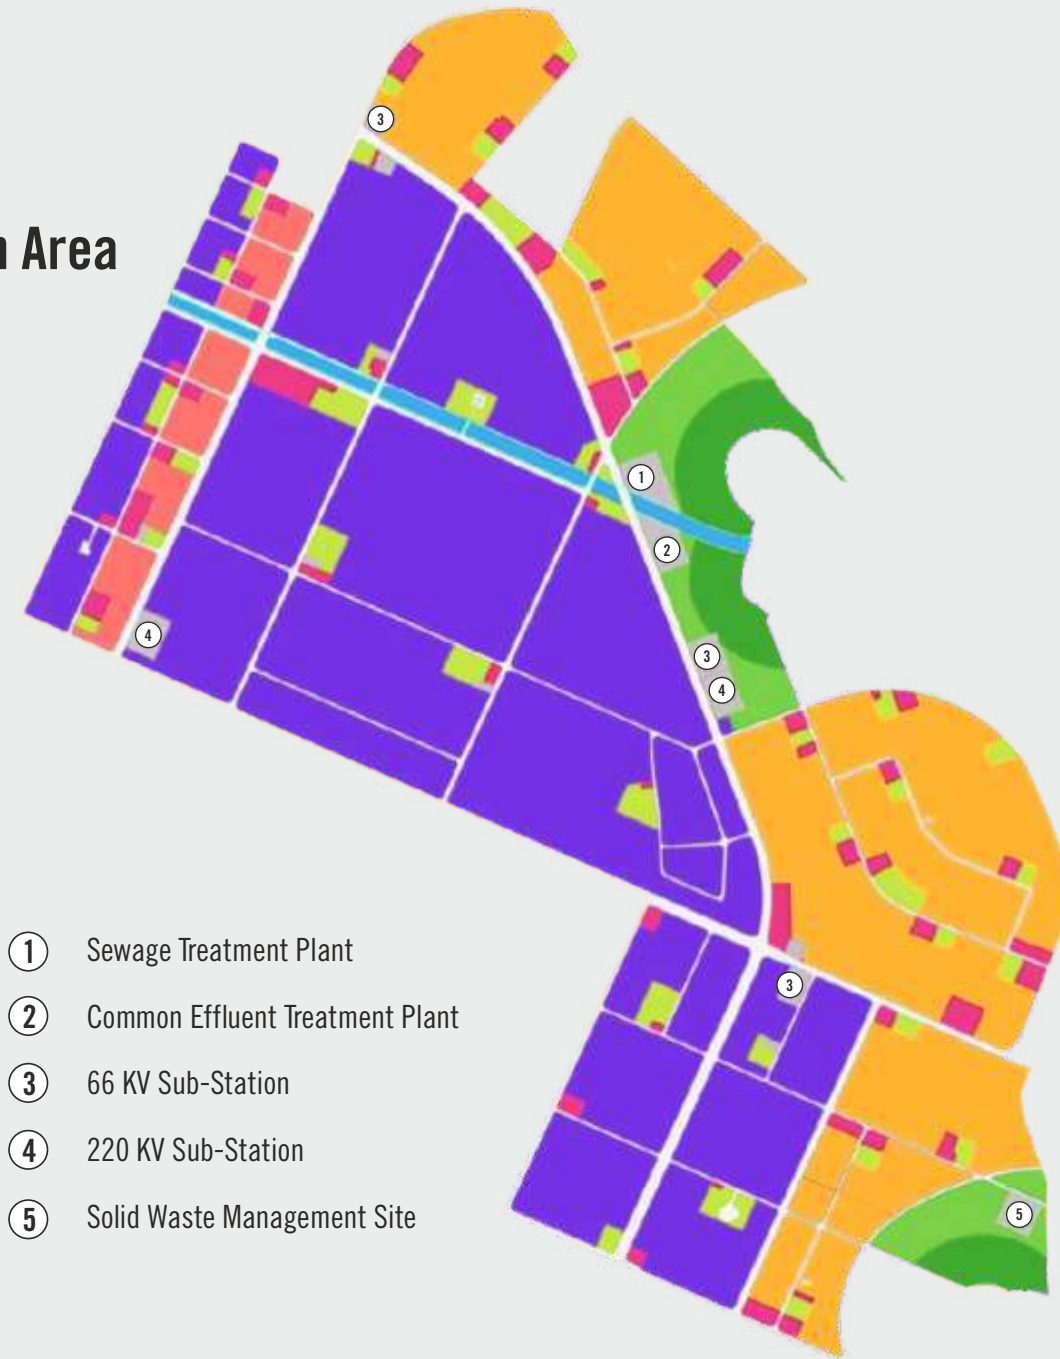 Area
3
1
2
3
4
4
3
5
1 Sewage Treatment Plant
2 Common Effluent Treatment Plant
3 66 KV Sub-Station
4 220 KV Sub-Station
5 Solid Waste Management Site